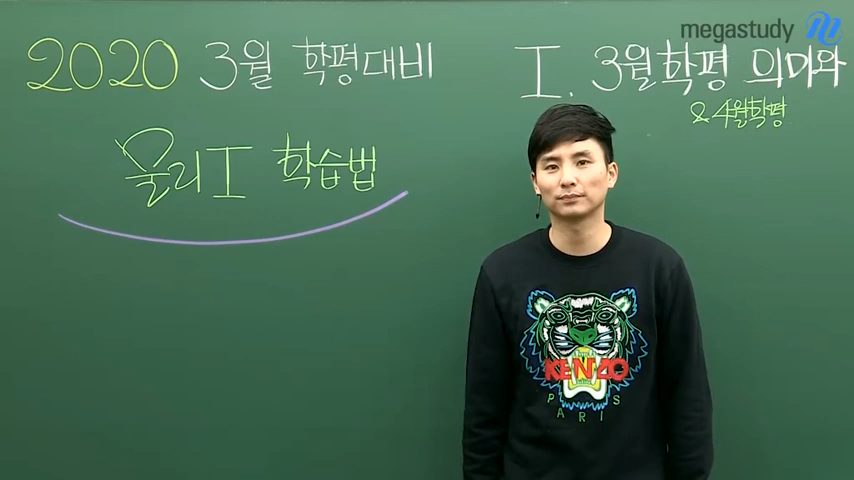 megastudy
2020 3월 학평대비
물리I 학습법
I. 3월학평 의미와
& 4월학평
KENZO
PARIS